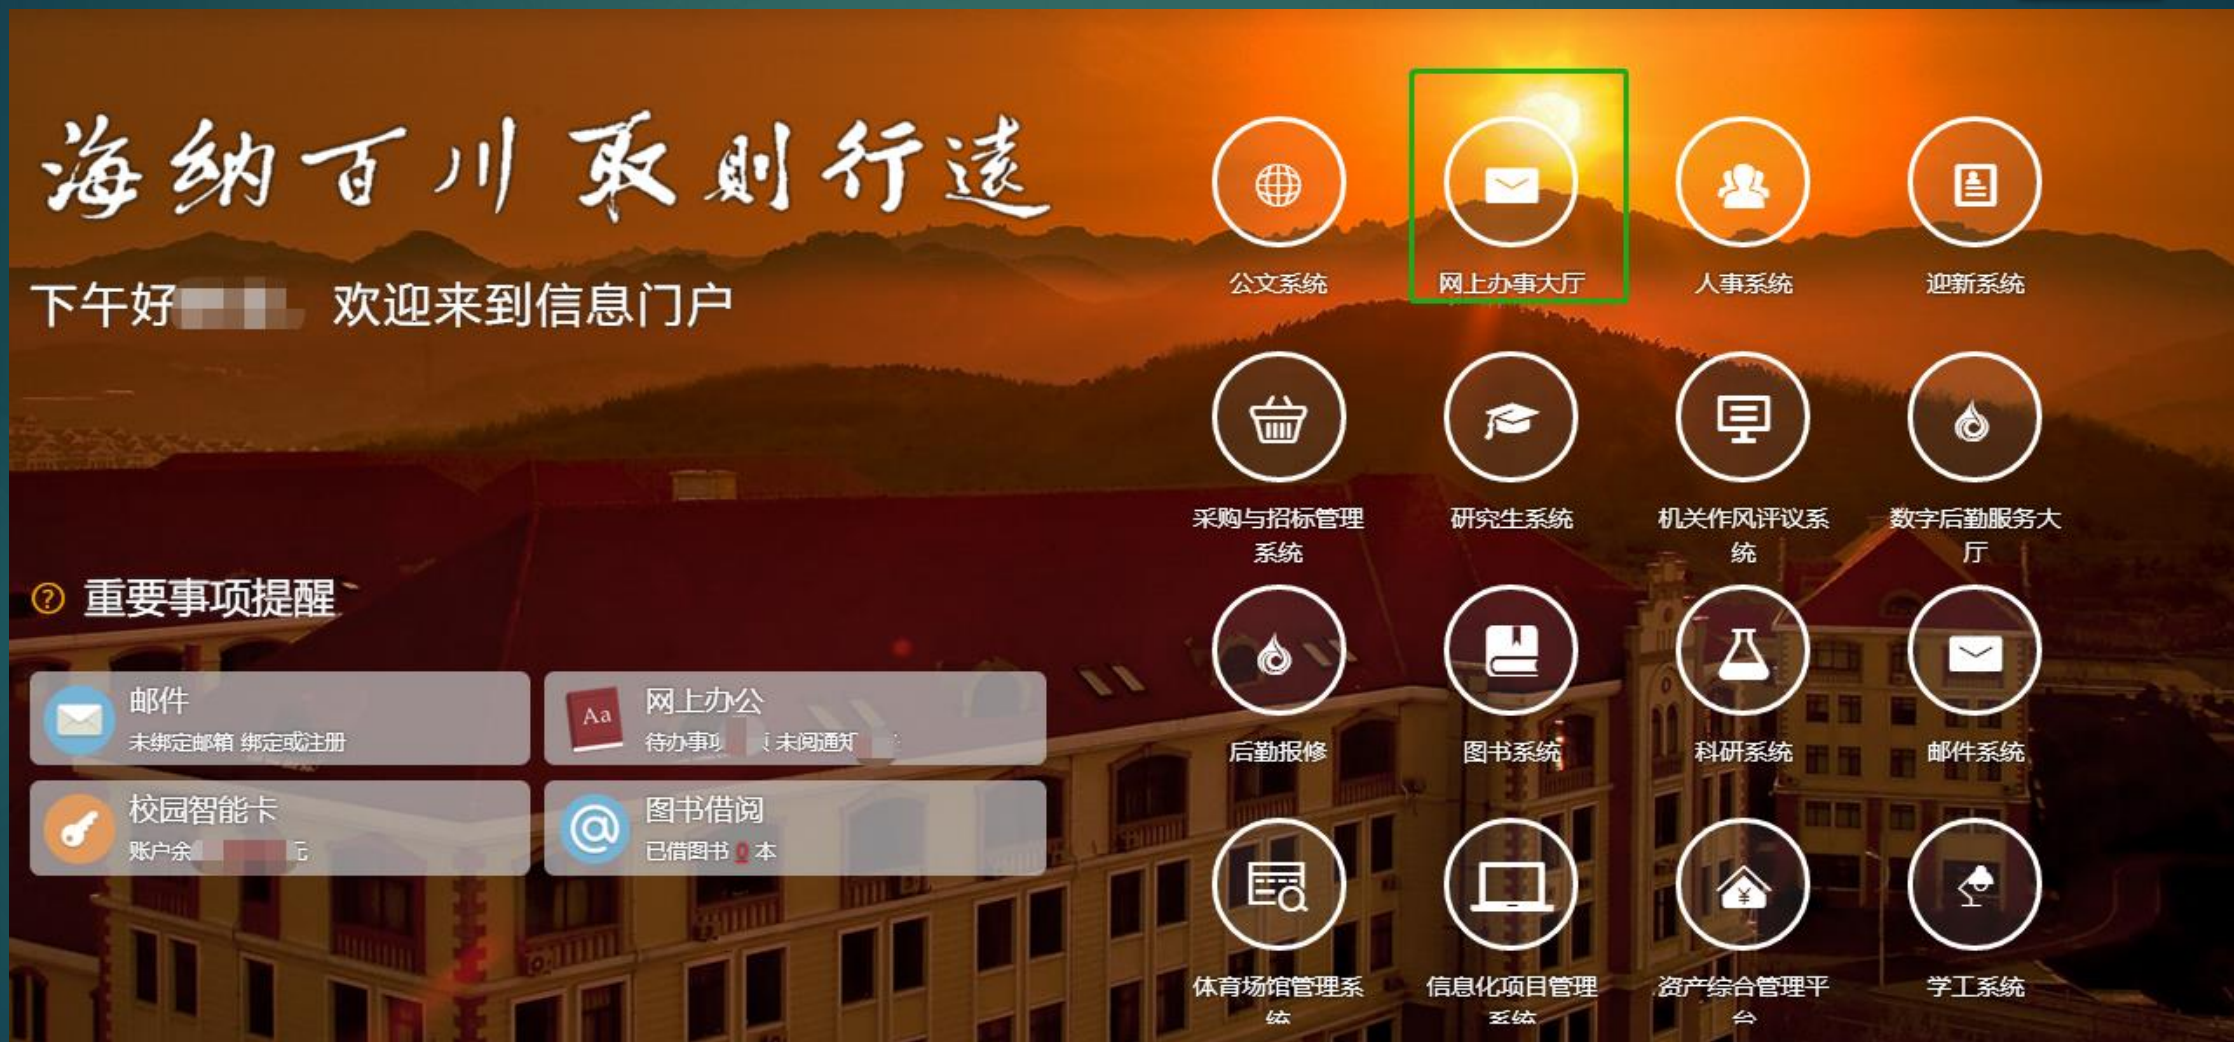 海纳百川 取则行远
下午好 欢迎来到信息门户
公文系统
网上办事大厅
人事系统
迎新系统
采购与招标管理
系统
研究生系统
机关作风评议系
统
数字后勤服务大
厅
重要事项提醒
邮件
未绑定邮箱 绑定或注册
网上办公
Aa
待办事项 未阅通知
校园智能卡
账户余 元
图书借阅
已借图书 0 本
后勤报修
图书系统
科研系统
邮件系统
体育场馆管理系
统
信息化项目管理
系统
资产综合管理平
台
学工系统